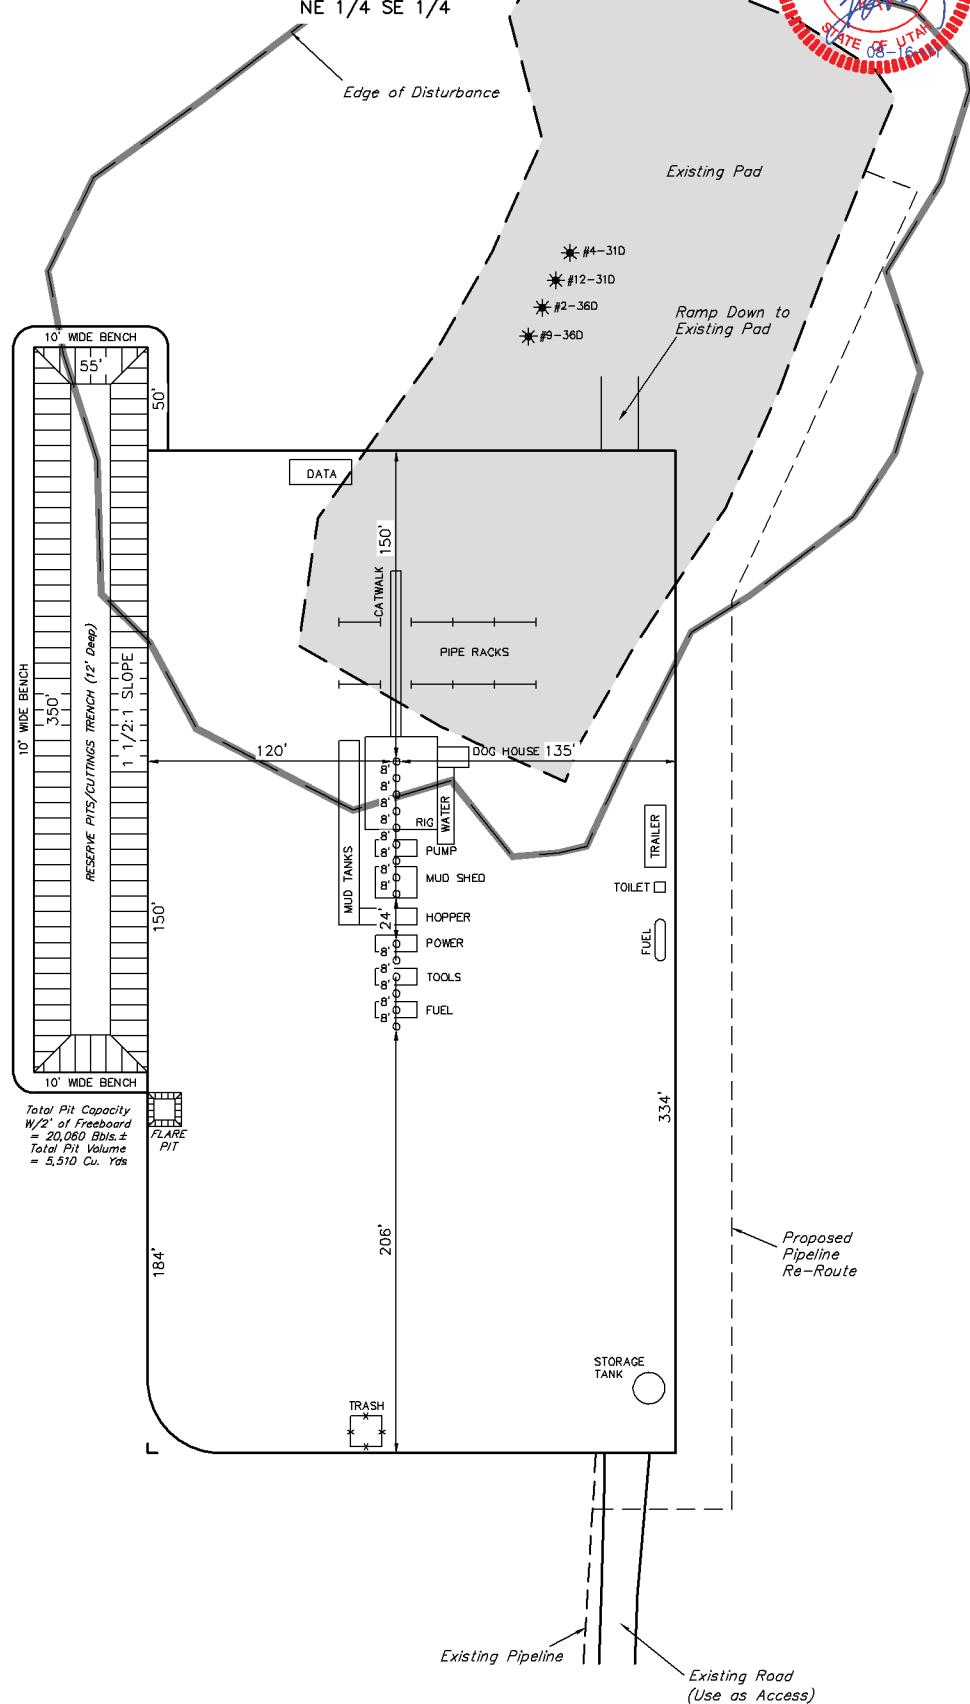 NE 1/4 SE 1/4
STATE OF UTAH
Edge of Disturbance
Existing Pad
#4-31D
#12-31D
#2-36D
#9-36D
Ramp Down to
Existing Pad
10' WIDE BENCH
55'
50'
DATA
150'
CATWALK
PIPE RACKS
10' WIDE BENCH
350'
RESERVE PITS/CUTTINGS TRENCH (12' Deep)
1 1/2:1 SLOPE
120'
DOG HOUSE
135'
8'
8'
8'
8'
8'
8'
8'
8'
RIG
WATER
MUD TANKS
PUMP
MUD SHED
TRAILER
TOILET
150'
24'
HOPPER
POWER
FUEL
8'
8'
8'
8'
8'
TOOLS
FUEL
10' WIDE BENCH
Total Pit Capacity
W/2' of Freeboard
= 20,060 Bbls.±
Total Pit Volume
= 5,510 Cu. Yds
FLARE
PIT
334'
184'
206'
Proposed
Pipeline
Re-Route
STORAGE
TANK
TRASH
Existing Pipeline
Existing Road
(Use as Access)